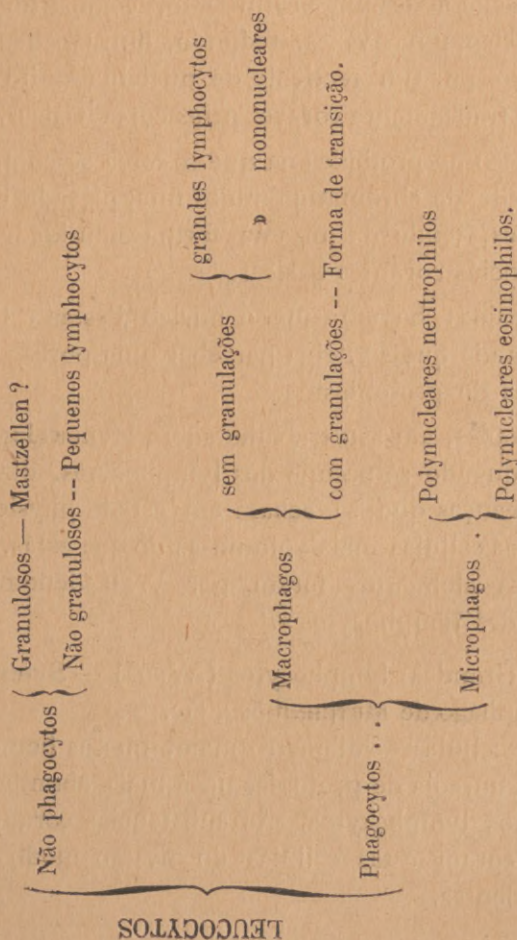 LEUCOCYTOS
Não phagocytos
Granulosos — Mastzellen ?
Não granulosos -- Pequenos lymphocytos
Phagocytos . .
Macrophagos
sem granulações
grandes lymphocytos
» mononucleares
com granulações -- Forma de transição.
Microphagos .
Polynucleares neutrophilos
Polynucleares eosinophilos.